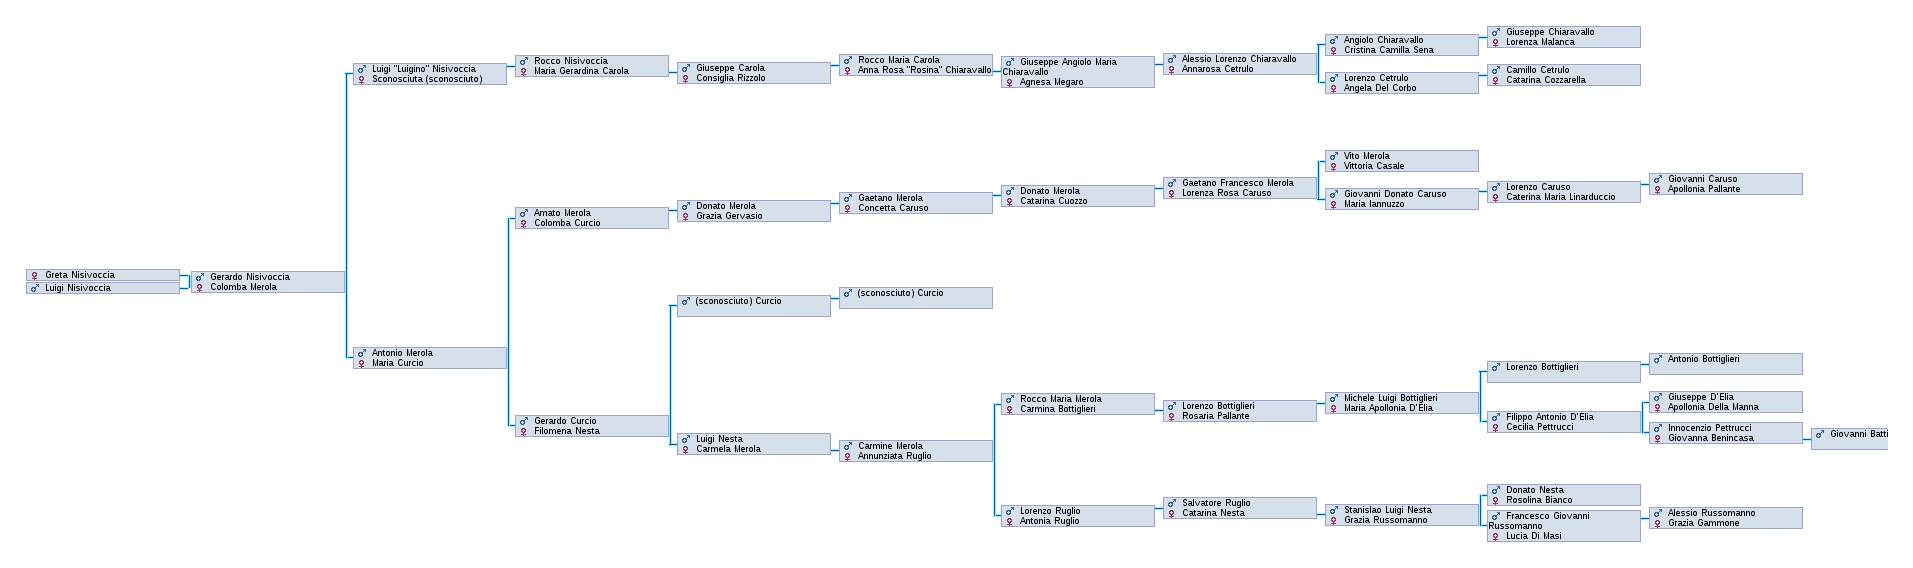 Greta Nisivoccia
Luigi Nisivoccia
Gerardo Nisivoccia
Colomba Merola
Luigi "Luigino" Nisivoccia
Sconosciuta (sconosciuto)
Antonio Merola
Maria Curcio
Rocco Nisivoccia
Maria Gerardina Carola
Amato Merola
Colomba Curcio
Gerardo Curcio
Filomena Nesta
Giuseppe Carola
Consiglia Rizzolo
Donato Merola
Grazia Gervasio
(sconosciuto) Curcio
Luigi Nesta
Carmela Merola
Rocco Maria Carola
Anna Rosa "Rosina" Chiaravallo
Gaetano Merola
Concetta Caruso
(sconosciuto) Curcio
Carmine Merola
Annunziata Ruglio
Giuseppe Angiolo Maria
Chiaravallo
Agnesa Megaro
Donato Merola
Catarina Cuozzo
Rocco Maria Merola
Carmina Bottiglieri
Lorenzo Ruglio
Antonia Ruglio
Alessio Lorenzo Chiaravallo
Annarosa Cetrulo
Gaetano Francesco Merola
Lorenza Rosa Caruso
Lorenzo Bottiglieri
Rosaria Pallante
Salvatore Ruglio
Catarina Nesta
Angiolo Chiaravallo
Cristina Camilla Sena
Lorenzo Cetrulo
Angela Del Corbo
Vito Merola
Vittoria Casale
Giovanni Donato Caruso
Maria Iannuzzo
Michele Luigi Bottiglieri
Maria Apollonia D'Elia
Stanislao Luigi Nesta
Grazia Russomanno
Giuseppe Chiaravallo
Lorenza Malanca
Camillo Cetrulo
Catarina Cozzarella
Lorenzo Caruso
Caterina Maria Linarduccio
Lorenzo Bottiglieri
Filippo Antonio D'Elia
Cecilia Pettrucci
Donato Nesta
Rosolina Bianco
Francesco Giovanni
Russomanno
Lucia Di Masi
Giovanni Caruso
Apollonia Pallante
Antonio Bottiglieri
Giuseppe D'Elia
Apollonia Della Manna
Innocenzio Pettrucci
Giovanna Benincasa
Alessio Russomanno
Grazia Gammone
Giovanni Batti